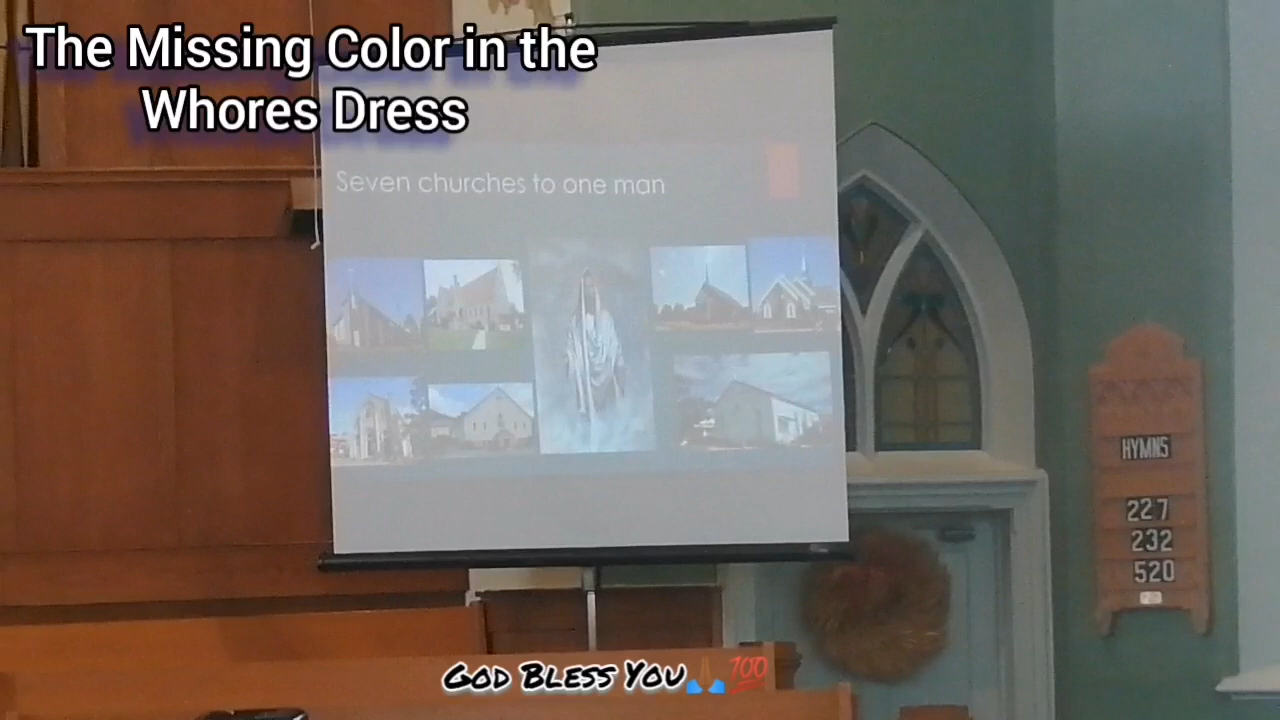 The Missing Color in the
Whores Dress
Seven churches to one man
HYMNS
227
232
520
God Bless You🙏🏾💯